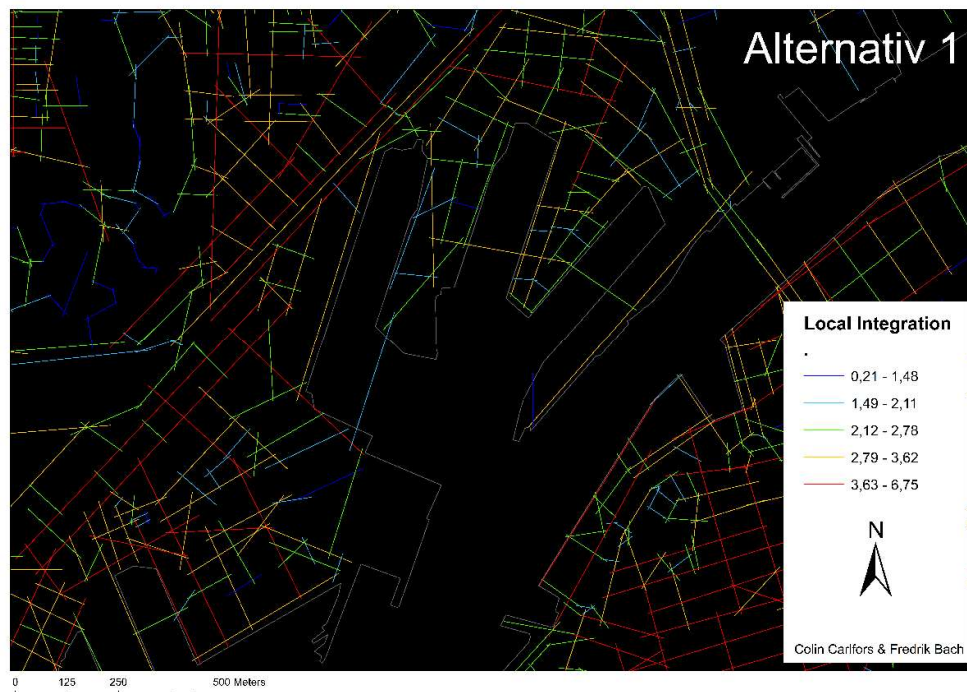 Alternativ 1
Local Integration
.
0,21 - 1,48
1,49 - 2,11
2,12 - 2,78
2,79 - 3,62
3,63 - 6,75
N
Colin Carlfors & Fredrik Bach
0 125 250 500 Meters